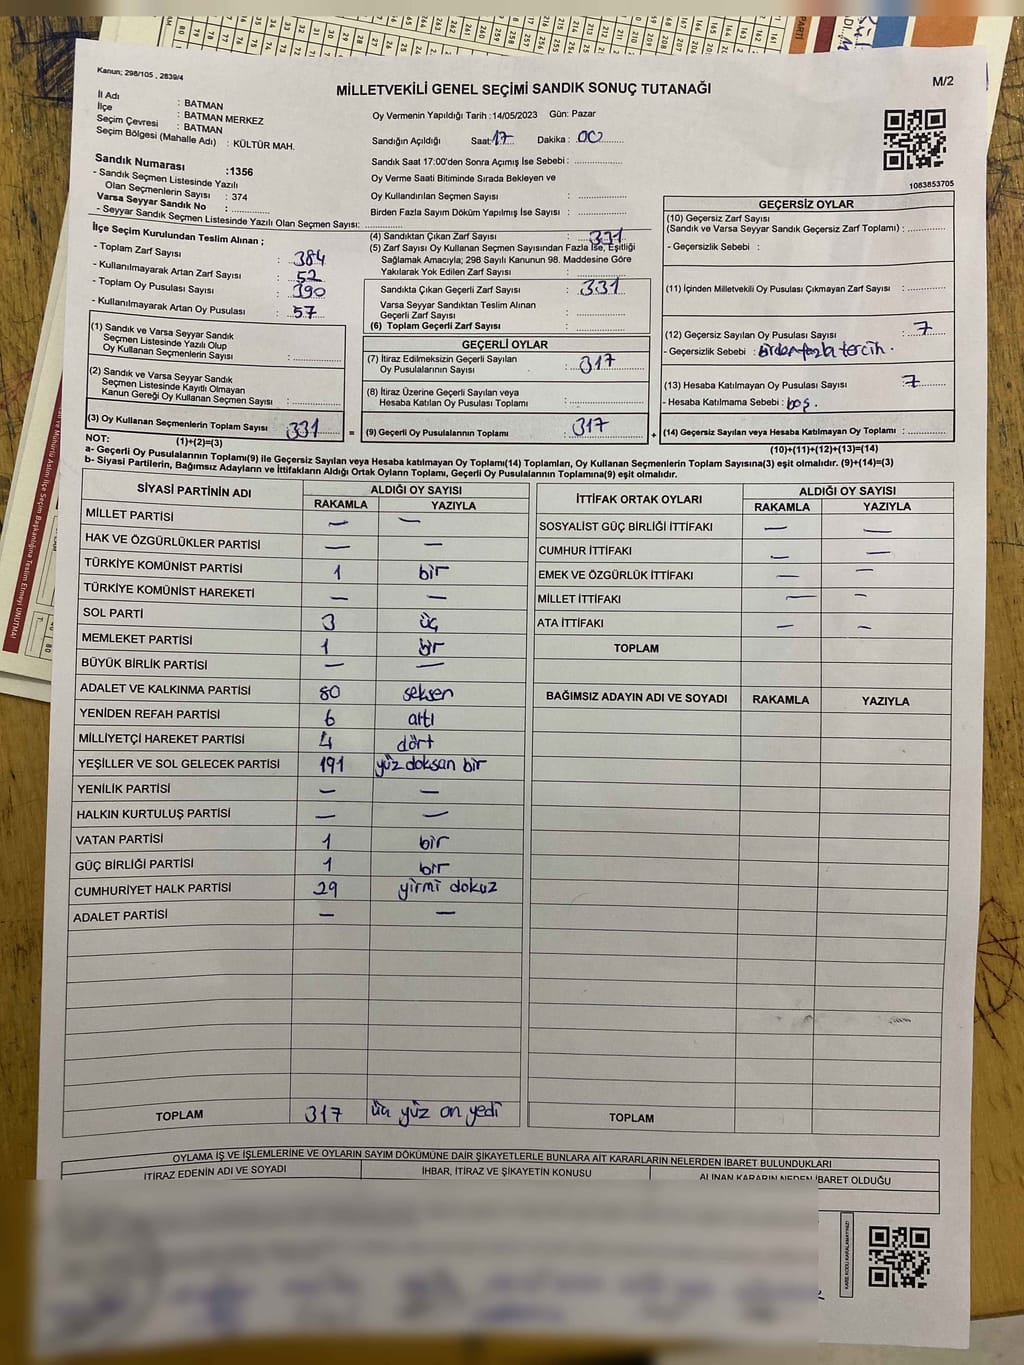 Kanun; 298/105 , 2839/4
MİLLETVEKİLİ GENEL SEÇİMİ SANDIK SONUÇ TUTANAĞI
M/2
İl Adı : BATMAN
İlçe : BATMAN MERKEZ
Seçim Çevresi : BATMAN
Seçim Bölgesi (Mahalle Adı) : KÜLTÜR MAH.
Sandık Numarası :1356
- Sandık Seçmen Listesinde Yazılı
Olan Seçmenlerin Sayısı : 374
Varsa Seyyar Sandık No :
- Seyyar Sandık Seçmen Listesinde Yazılı Olan Seçmen Sayısı:
Oy Vermenin Yapıldığı Tarih :14/05/2023 Gün: Pazar
Sandığın Açıldığı Saat: 17 Dakika : 00
Sandık Saat 17:00'den Sonra Açımış İse Sebebi :
Oy Verme Saati Bitiminde Sırada Bekleyen ve
Oy Kullandırılan Seçmen Sayısı :
Birden Fazla Sayım Döküm Yapılmış İse Sayısı :
1083853705
İlçe Seçim Kurulundan Teslim Alınan ;
- Toplam Zarf Sayısı : 384
- Kullanılmayarak Artan Zarf Sayısı : 52
- Toplam Oy Pusulası Sayısı : 390
- Kullanılmayarak Artan Oy Pusulası : 57
(1) Sandık ve Varsa Seyyar Sandık
Seçmen Listesinde Yazılı Olup
Oy Kullanan Seçmenlerin Sayısı :
(2) Sandık ve Varsa Seyyar Sandık
Seçmen Listesinde Kayıtlı Olmayan
Kanun Gereği Oy Kullanan Seçmen Sayısı :
(3) Oy Kullanan Seçmenlerin Toplam Sayısı 331
(4) Sandıktan Çıkan Zarf Sayısı : 331
(5) Zarf Sayısı Oy Kullanan Seçmen Sayısından Fazla İse, Eşitliği
Sağlamak Amacıyla; 298 Sayılı Kanunun 98. Maddesine Göre
Yakılarak Yok Edilen Zarf Sayısı :
Sandıkta Çıkan Geçerli Zarf Sayısı : 331
Varsa Seyyar Sandıktan Teslim Alınan
Geçerli Zarf Sayısı :
(6) Toplam Geçerli Zarf Sayısı :
GEÇERLİ OYLAR
(7) İtiraz Edilmeksizin Geçerli Sayılan
Oy Pusulalarının Sayısı : 317
(8) İtiraz Üzerine Geçerli Sayılan veya
Hesaba Katılan Oy Pusulası Toplamı :
= (9) Geçerli Oy Pusulalarının Toplamı : 317 +
GEÇERSİZ OYLAR
(10) Geçersiz Zarf Sayısı
(Sandık ve Varsa Seyyar Sandık Geçersiz Zarf Toplamı) :
- Geçersizlik Sebebi :
(11) İçinden Milletvekili Oy Pusulası Çıkmayan Zarf Sayısı :
(12) Geçersiz Sayılan Oy Pusulası Sayısı : 7
- Geçersizlik Sebebi : Birden fazla tercih.
(13) Hesaba Katılmayan Oy Pusulası Sayısı : 7
- Hesaba Katılmama Sebebi : boş.
(14) Geçersiz Sayılan veya Hesaba Katılmayan Oy Toplamı :
NOT: (1)+(2)=(3)
(10)+(11)+(12)+(13)=(14)
a- Geçerli Oy Pusulasının Toplamı(9) ile Geçersiz Sayılan veya Hesaba katılmayan Oy Toplamı(14) Toplamları, Oy Kullanan Seçmenlerin Toplam Sayısına(3) eşit olmalıdır. (9)+(14)=(3)
b- Siyasi Partilerin, Bağımsız Adayların ve İttifakların Aldığı Ortak Oyların Toplamı, Geçerli Oy Pusulalarının Toplamına(9) eşit olmalıdır.
SİYASİ PARTİNİN ADI ALDIĞI OY SAYISI
RAKAMLA YAZIYLA
MİLLET PARTİSİ — —
HAK VE ÖZGÜRLÜKLER PARTİSİ — —
TÜRKİYE KOMÜNİST PARTİSİ 1 bir
TÜRKİYE KOMÜNİST HAREKETİ — —
SOL PARTİ 3 üç
MEMLEKET PARTİSİ 1 bir
BÜYÜK BİRLİK PARTİSİ — —
ADALET VE KALKINMA PARTİSİ 80 seksen
YENİDEN REFAH PARTİSİ 6 altı
MİLLİYETÇİ HAREKET PARTİSİ 4 dört
YEŞİLLER VE SOL GELECEK PARTİSİ 191 yüz doksan bir
YENİLİK PARTİSİ — —
HALKIN KURTULUŞ PARTİSİ — —
VATAN PARTİSİ 1 bir
GÜÇ BİRLİĞİ PARTİSİ 1 bir
CUMHURİYET HALK PARTİSİ 29 yirmi dokuz
ADALET PARTİSİ — —
TOPLAM 317 üç yüz on yedi
İTTİFAK ORTAK OYLARI ALDIĞI OY SAYISI
RAKAMLA YAZIYLA
SOSYALİST GÜÇ BİRLİĞİ İTTİFAKI — —
CUMHUR İTTİFAKI — —
EMEK VE ÖZGÜRLÜK İTTİFAKI — —
MİLLET İTTİFAKI — —
ATA İTTİFAKI — —
TOPLAM
BAĞIMSIZ ADAYIN ADI VE SOYADI RAKAMLA YAZIYLA
TOPLAM
OYLAMA İŞ VE İŞLEMLERİNE VE OYLARIN SAYIM DÖKÜMÜNE DAİR ŞİKAYETLERLE BUNLARA AİT KARARLARIN NELERDEN İBARET BULUNDUKLARI
İTİRAZ EDENİN ADI VE SOYADI İHBAR, İTİRAZ VE ŞİKAYETİN KONUSU ALINAN KARARIN NEDEN İBARET OLDUĞU